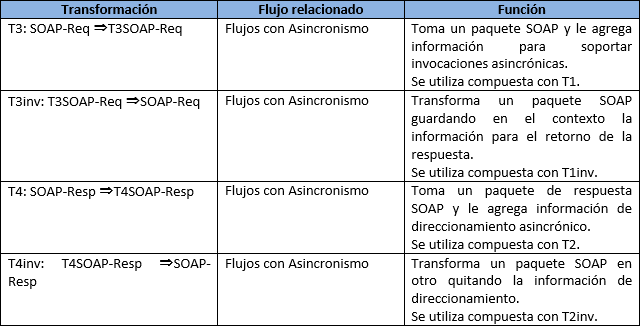 Transformación Flujo relacionado Función
T3: SOAP-Req ⇒T3SOAP-Req Flujos con Asincronismo Toma un paquete SOAP y le agrega
información para soportar
invocaciones asincrónicas.
Se utiliza compuesta con T1.
T3inv: T3SOAP-Req ⇒SOAP-Req Flujos con Asincronismo Transforma un paquete SOAP
guardando en el contexto la
información para el retorno de la
respuesta.
Se utiliza compuesta con T1inv.
T4: SOAP-Resp ⇒T4SOAP-Resp Flujos con Asincronismo Toma un paquete de respuesta
SOAP y le agrega información de
direccionamiento asincrónico.
Se utiliza compuesta con T2.
T4inv: T4SOAP-Resp ⇒SOAP- Flujos con Asincronismo Transforma un paquete SOAP en
Resp otro quitando la información de
direccionamiento.
Se utiliza compuesta con T2inv.